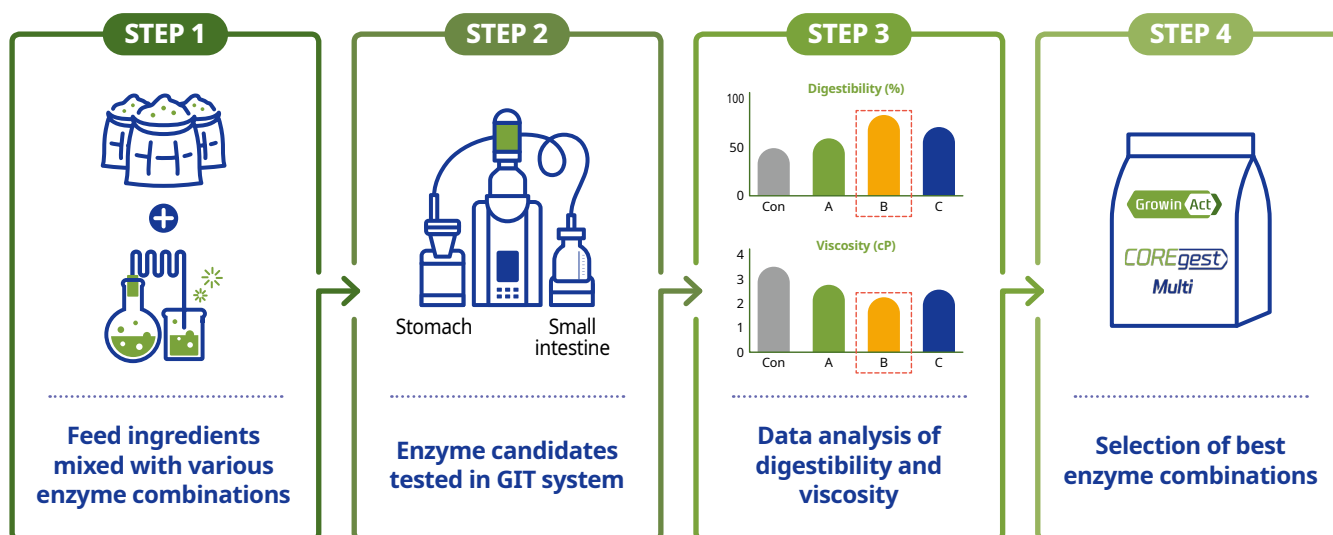 STEP 1
Feed ingredients
mixed with various
enzyme combinations
STEP 2
Stomach
Small
intestine
Enzyme candidates
tested in GIT system
STEP 3
Digestibility (%)
100
50
0
Con A B C
Viscosity (cP)
4
3
2
1
0
Con A B C
Data analysis of
digestibility and
viscosity
STEP 4
Growin Act
COREgest
Multi
Selection of best
enzyme combinations